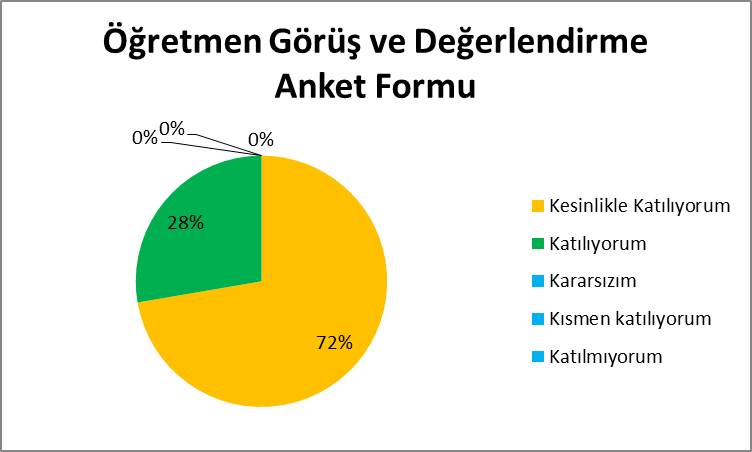 Öğretmen Görüş ve Değerlendirme
Anket Formu
0%
0%
0%
28%
72%
Kesinlikle Katılıyorum
Katılıyorum
Kararsızım
Kısmen katılıyorum
Katılmıyorum